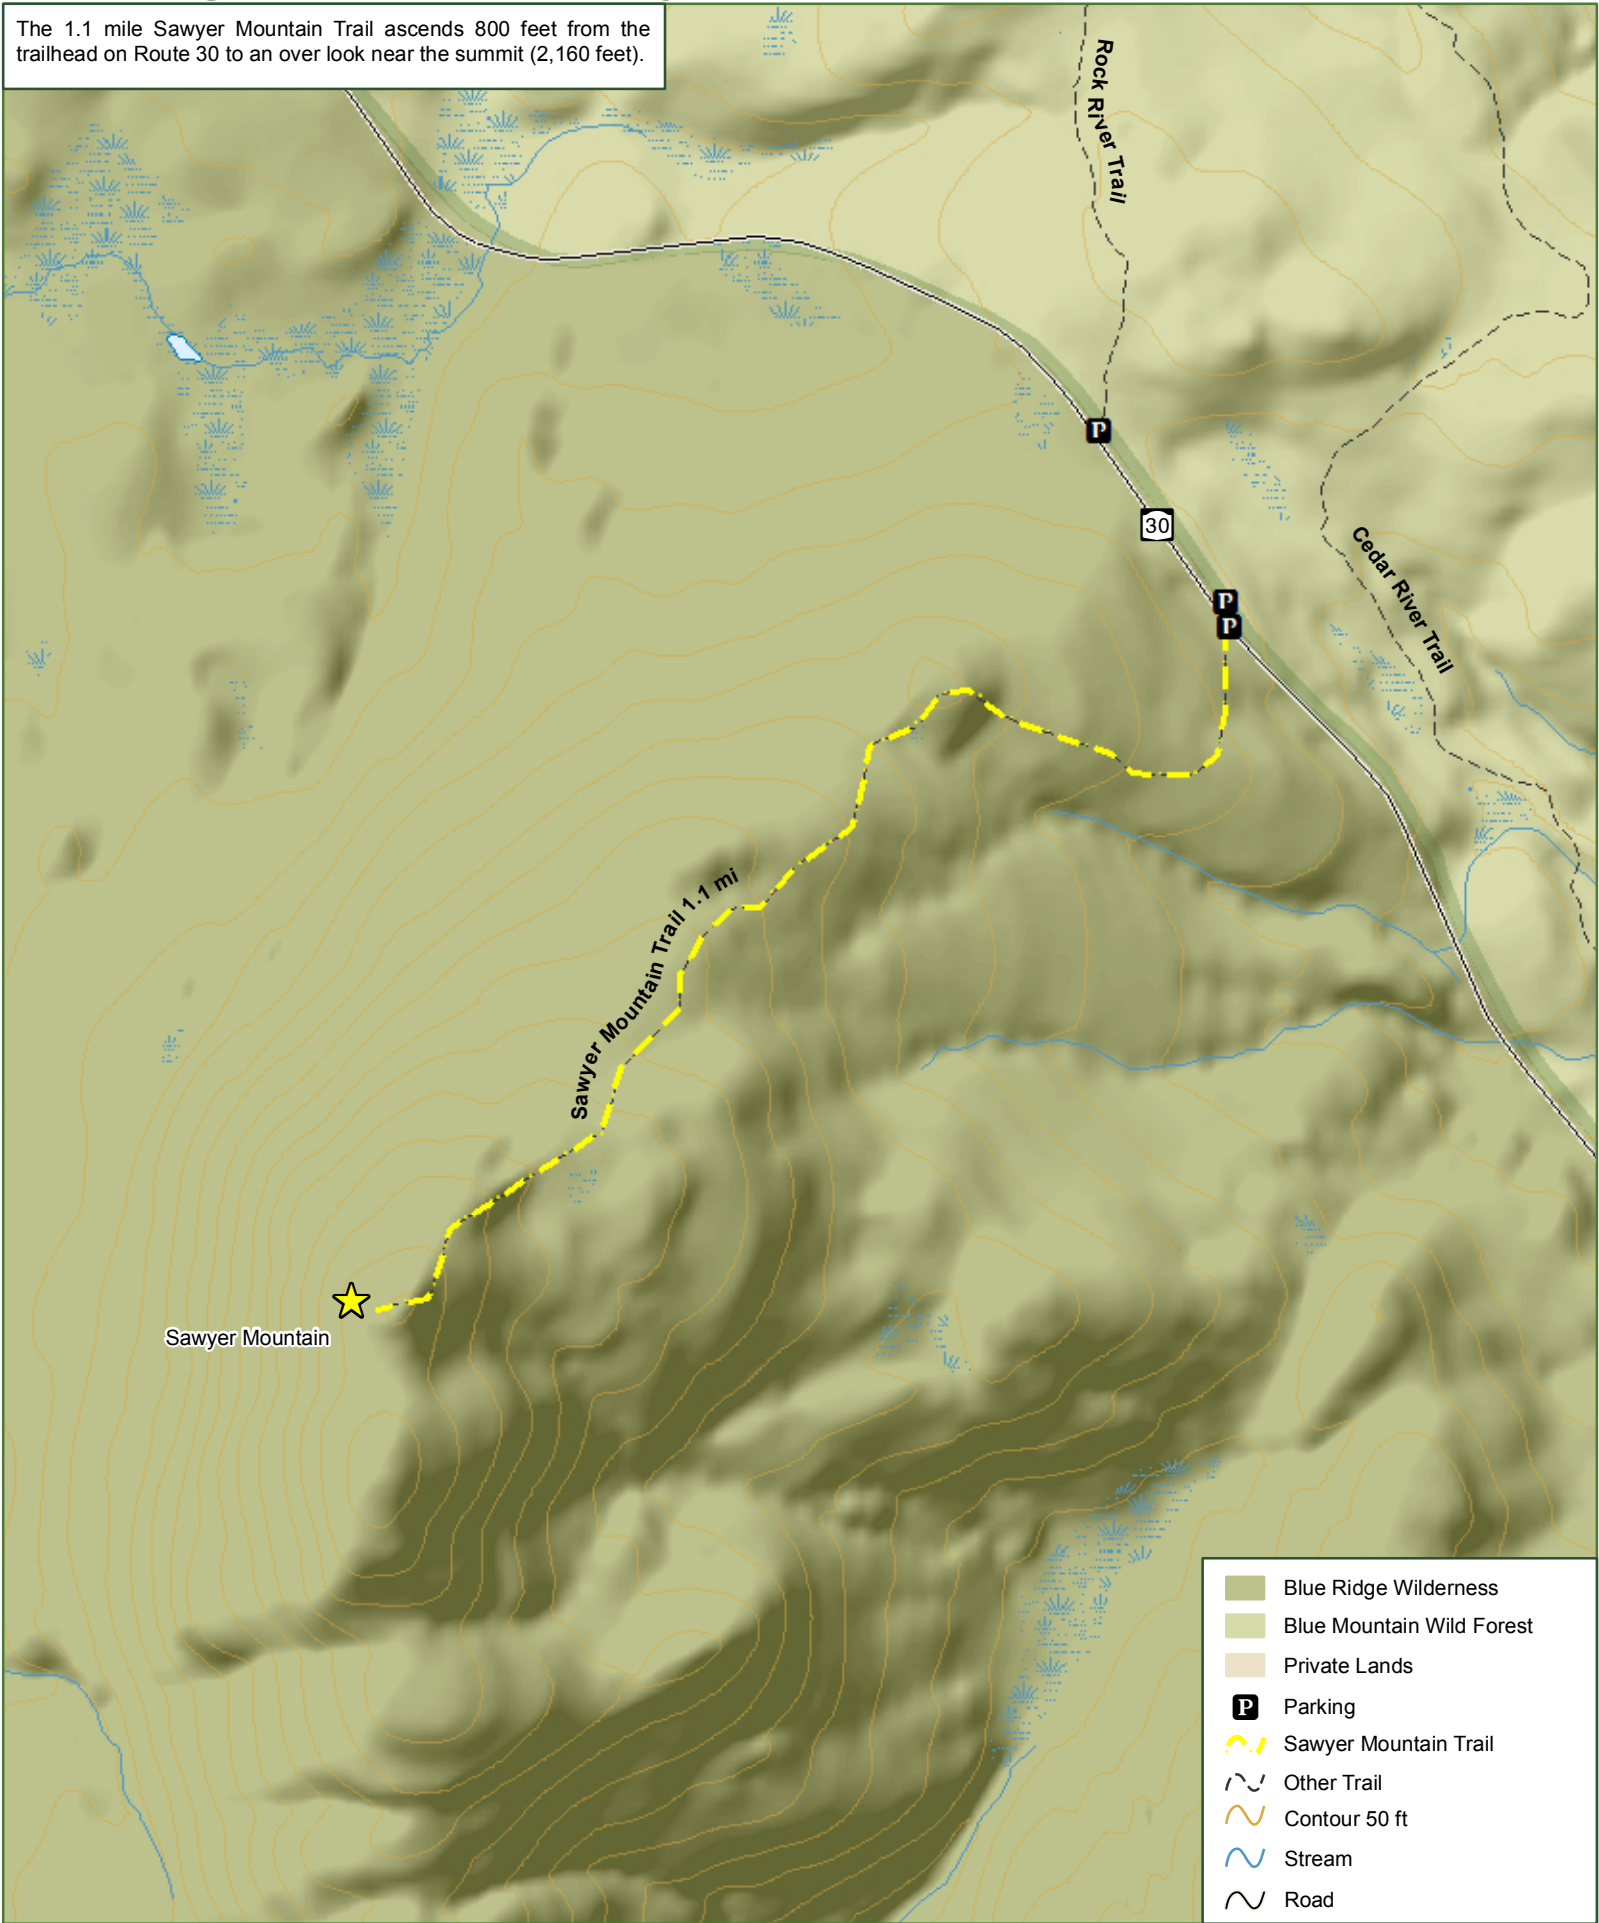 The 1.1 mile Sawyer Mountain Trail ascends 800 feet from the
trailhead on Route 30 to an over look near the summit (2,160 feet).
Rock River Trail
30
P
P
P
Cedar River Trail
Sawyer Mountain Trail 1.1 mi
Sawyer Mountain
Blue Ridge Wilderness
Blue Mountain Wild Forest
Private Lands
P Parking
Sawyer Mountain Trail
Other Trail
Contour 50 ft
Stream
Road